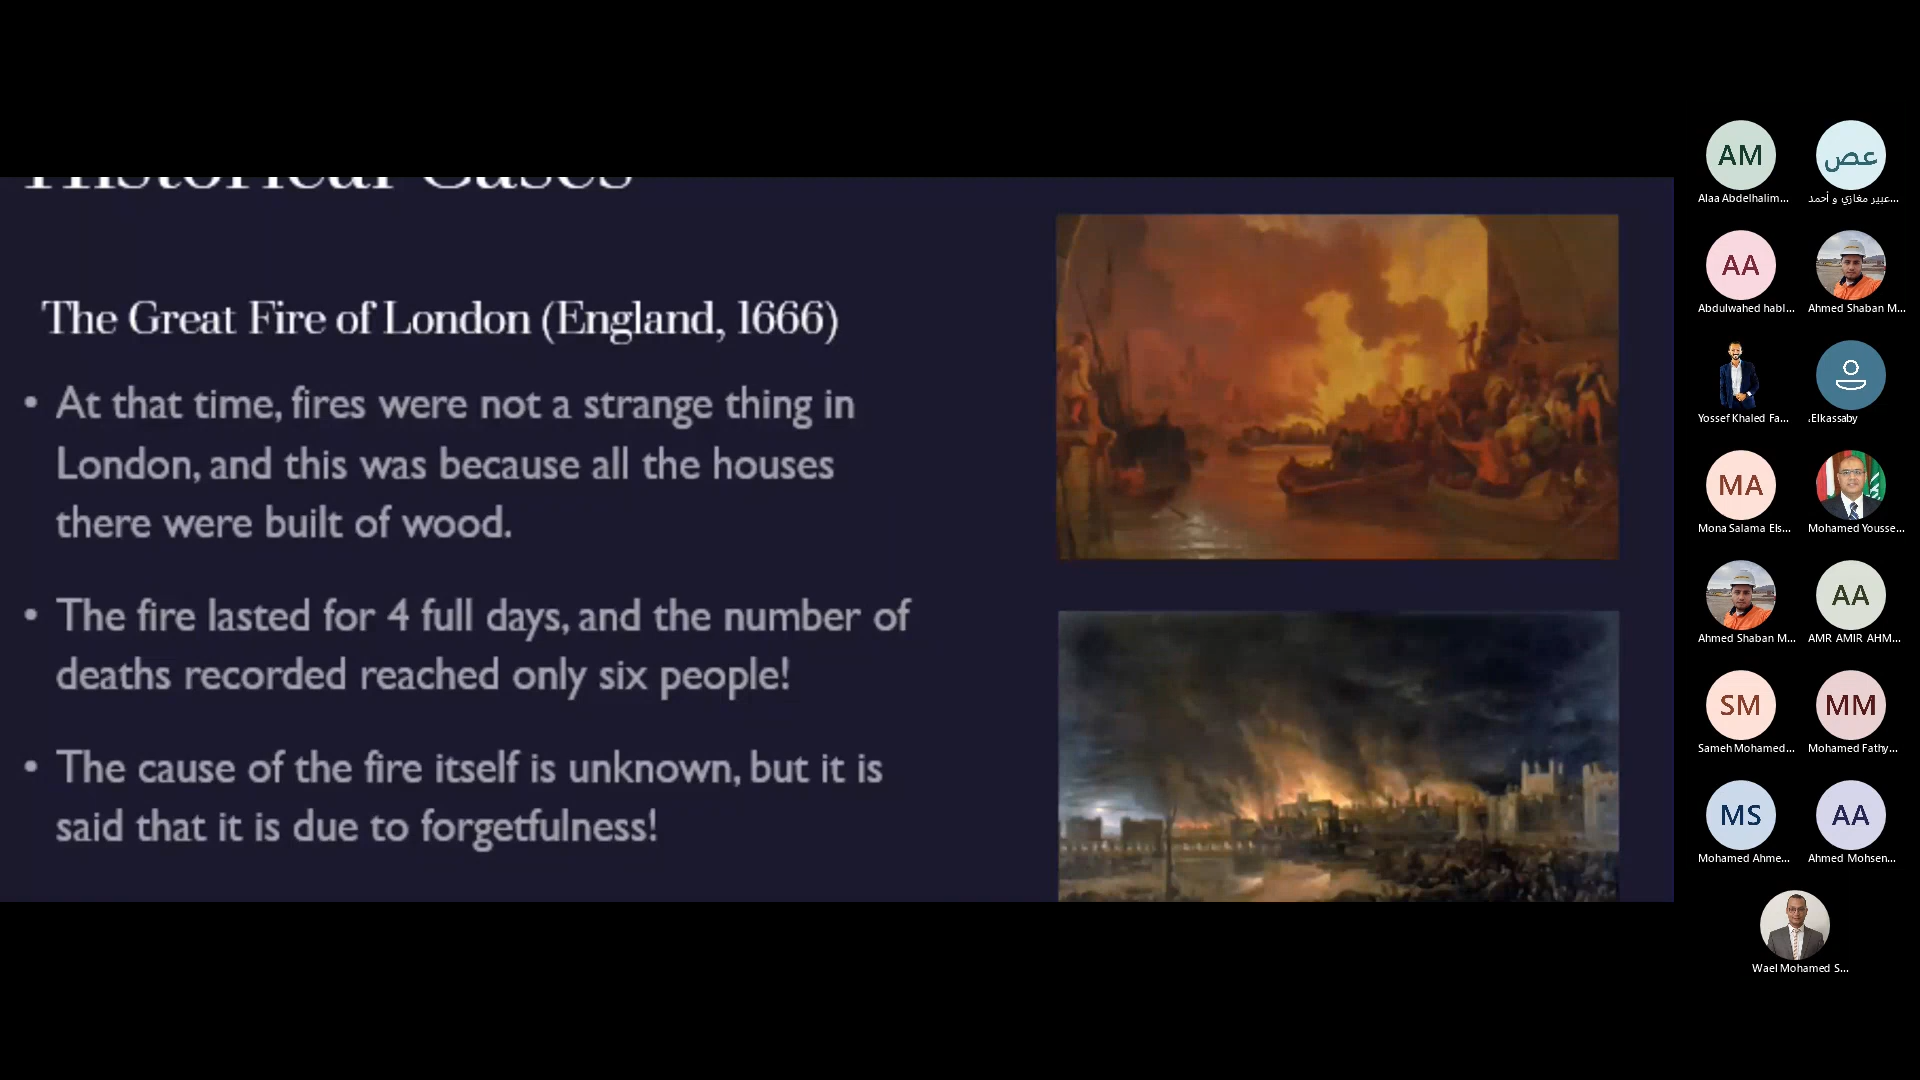 Historical Cases
The Great Fire of London (England, 1666)
• At that time, fires were not a strange thing in
London, and this was because all the houses
there were built of wood.
• The fire lasted for 4 full days, and the number of
deaths recorded reached only six people!
• The cause of the fire itself is unknown, but it is
said that it is due to forgetfulness!
AM
عص
Alaa Abdelhalim...
عبير مغازي و أحمد...
AA
Abdulwahed habl...
Ahmed Shaban M...
Yossef Khaled Fa...
.Elkassaby
MA
Mona Salama Els...
Mohamed Yousse...
AA
Ahmed Shaban M...
AMR AMIR AHM...
SM
MM
Sameh Mohamed...
Mohamed Fathy...
MS
AA
Mohamed Ahme...
Ahmed Mohsen...
Wael Mohamed S...